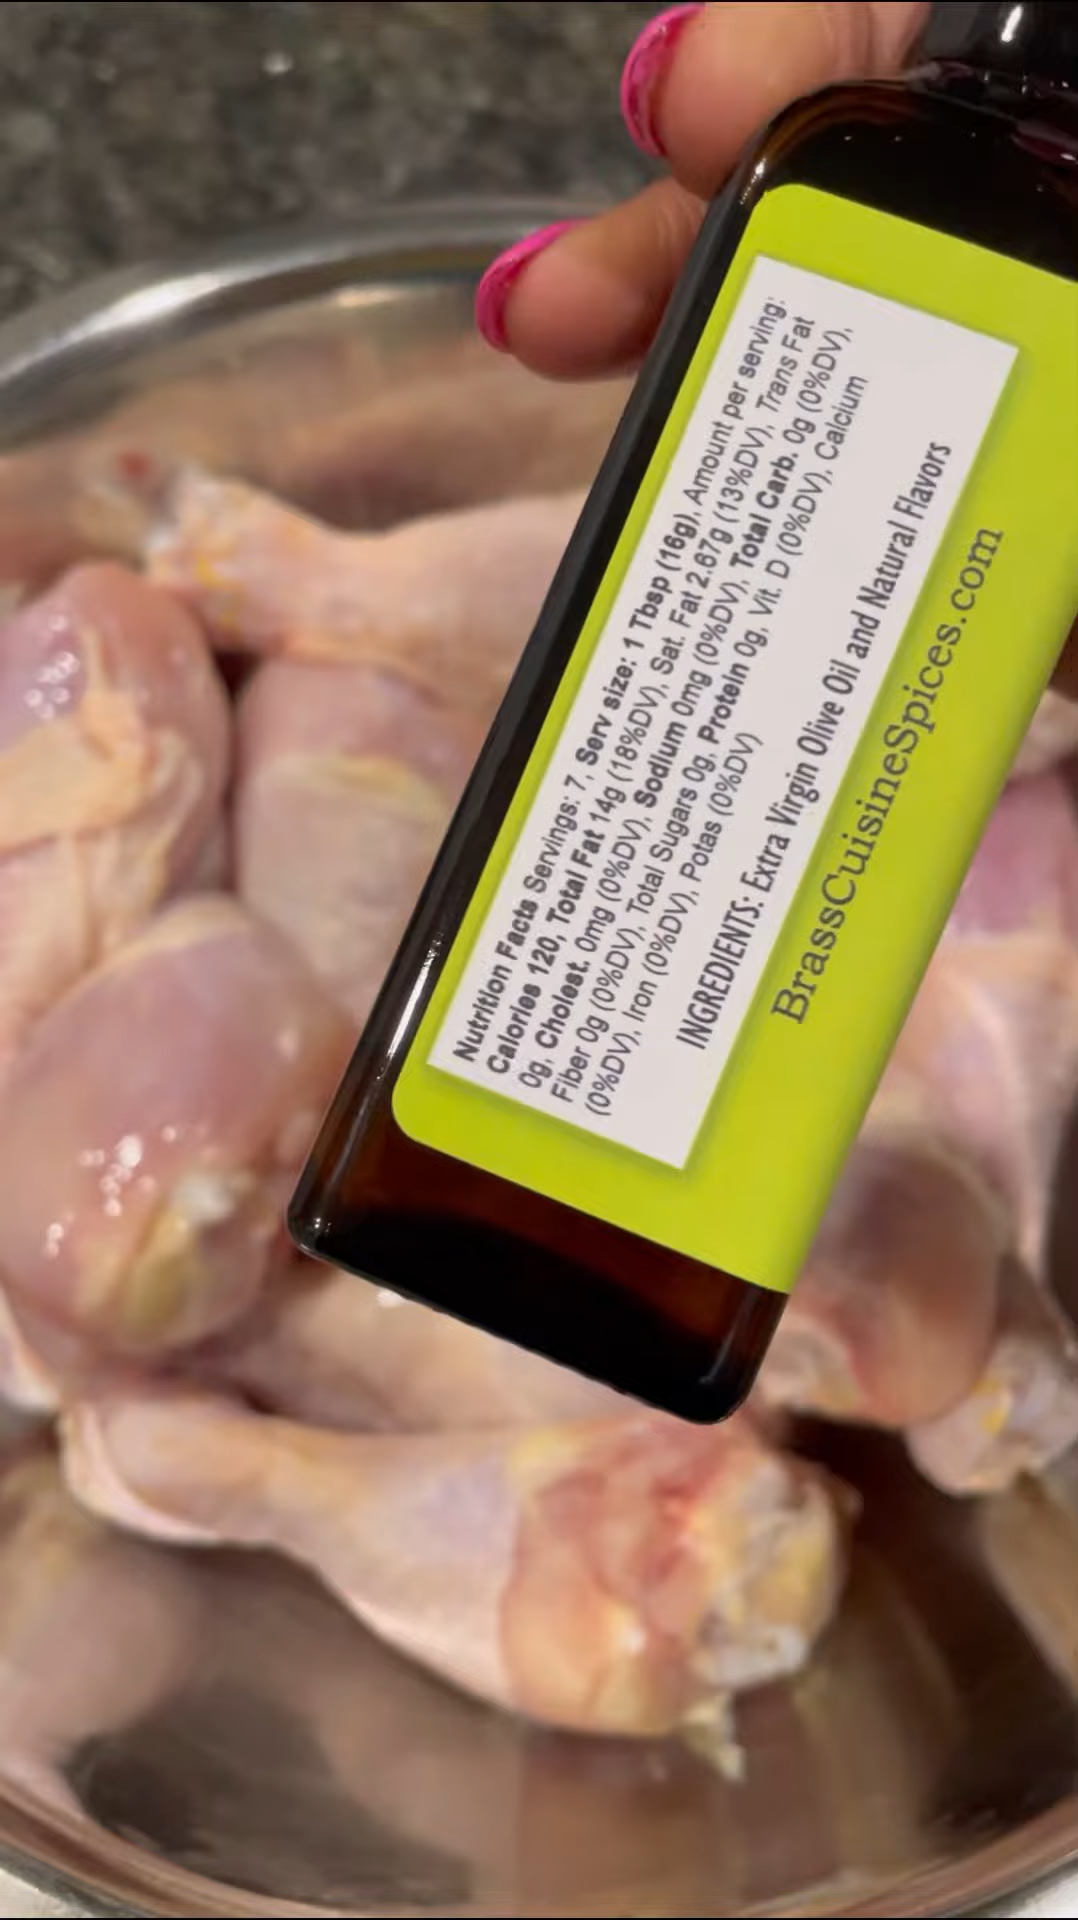 Nutrition Facts Servings: 7, Serv size: 1 Tbsp (16g), Amount per serving:
Calories 120, Total Fat 14g (18%DV), Sat. Fat 2.67g (13%DV), Trans Fat
0g, Cholest. 0mg (0%DV), Sodium 0mg (0%DV), Total Carb. 0g (0%DV),
Fiber 0g (0%DV), Total Sugars 0g, Protein 0g, Vit. D (0%DV), Calcium
(0%DV), Iron (0%DV), Potas (0%DV)
INGREDIENTS: Extra Virgin Olive Oil and Natural Flavors
BrassCuisineSpices.com